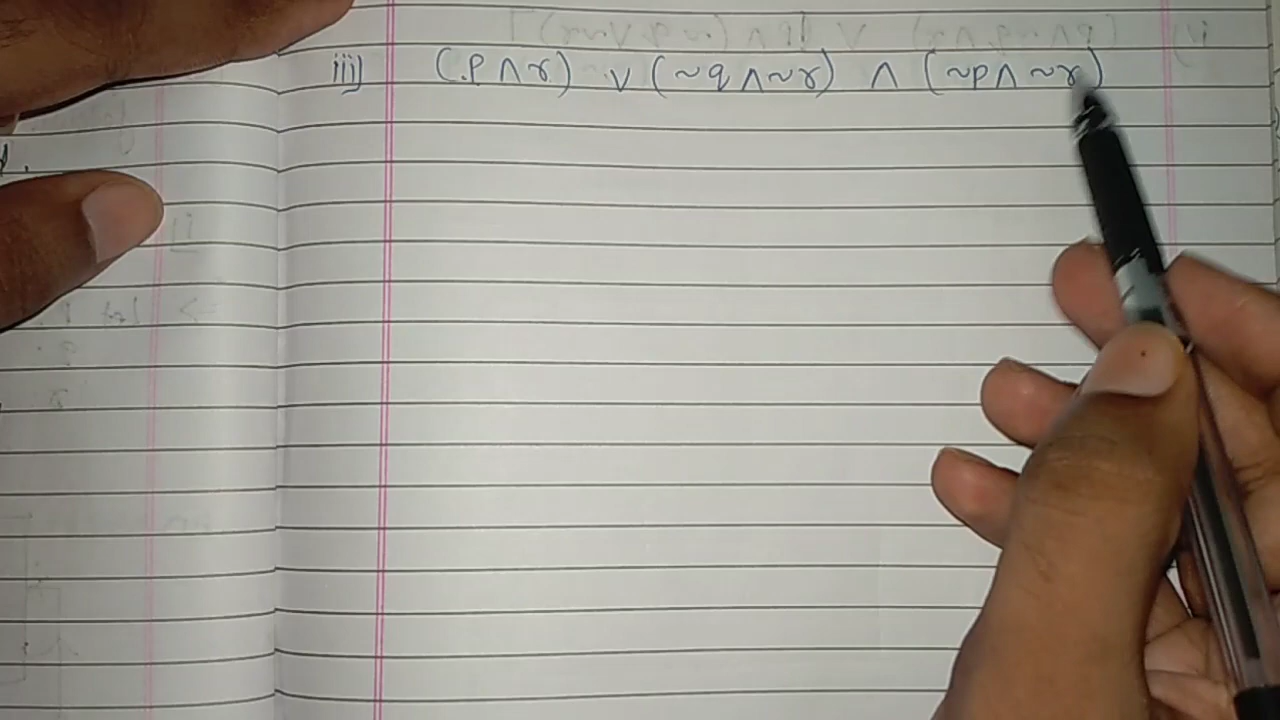 iii) (p ∧ r) ∨ (~q ∧ ~r) ∧ (~p ∧ ~r)